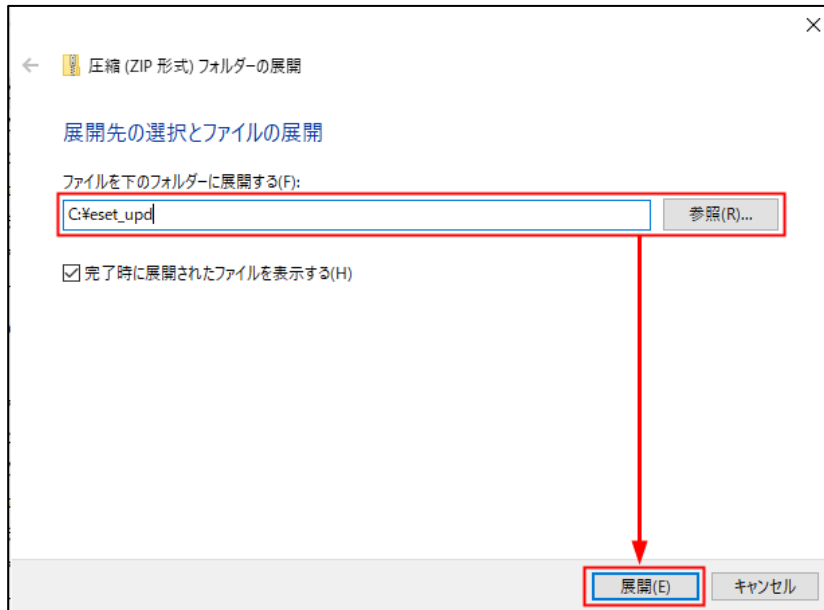 圧縮 (ZIP 形式) フォルダーの展開
展開先の選択とファイルの展開
ファイルを下のフォルダーに展開する(F):
C:¥eset_upd
参照(R)...
完了時に展開されたファイルを表示する(H)
展開(E)
キャンセル